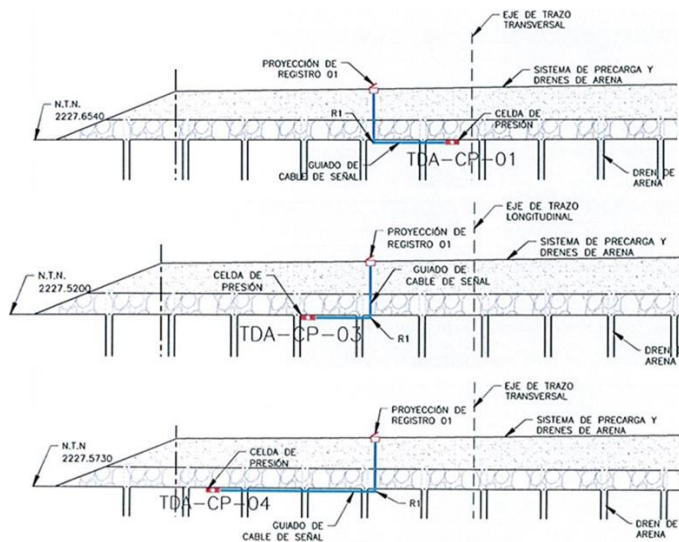 EJE DE TRAZO
TRANSVERSAL
PROYECCIÓN DE
REGISTRO 01
SISTEMA DE PRECARGA Y
DRENES DE ARENA
N.T.N.
2227.6540
R1
CELDA DE
PRESIÓN
TDA-CP-01
GUIADO DE
CABLE DE SEÑAL
DREN DE
ARENA
EJE DE TRAZO
LONGITUDINAL
PROYECCIÓN DE
REGISTRO 01
SISTEMA DE PRECARGA Y
DRENES DE ARENA
N.T.N.
2227.5200
CELDA DE
PRESIÓN
GUIADO DE
CABLE DE SEÑAL
TDA-CP-03
R1
DREN DE
ARENA
EJE DE TRAZO
TRANSVERSAL
PROYECCIÓN DE
REGISTRO 01
SISTEMA DE PRECARGA Y
DRENES DE ARENA
N.T.N
2227.5730
CELDA DE
PRESIÓN
TDA-CP-04
R1
GUIADO DE
CABLE DE SEÑAL
DREN DE
ARENA